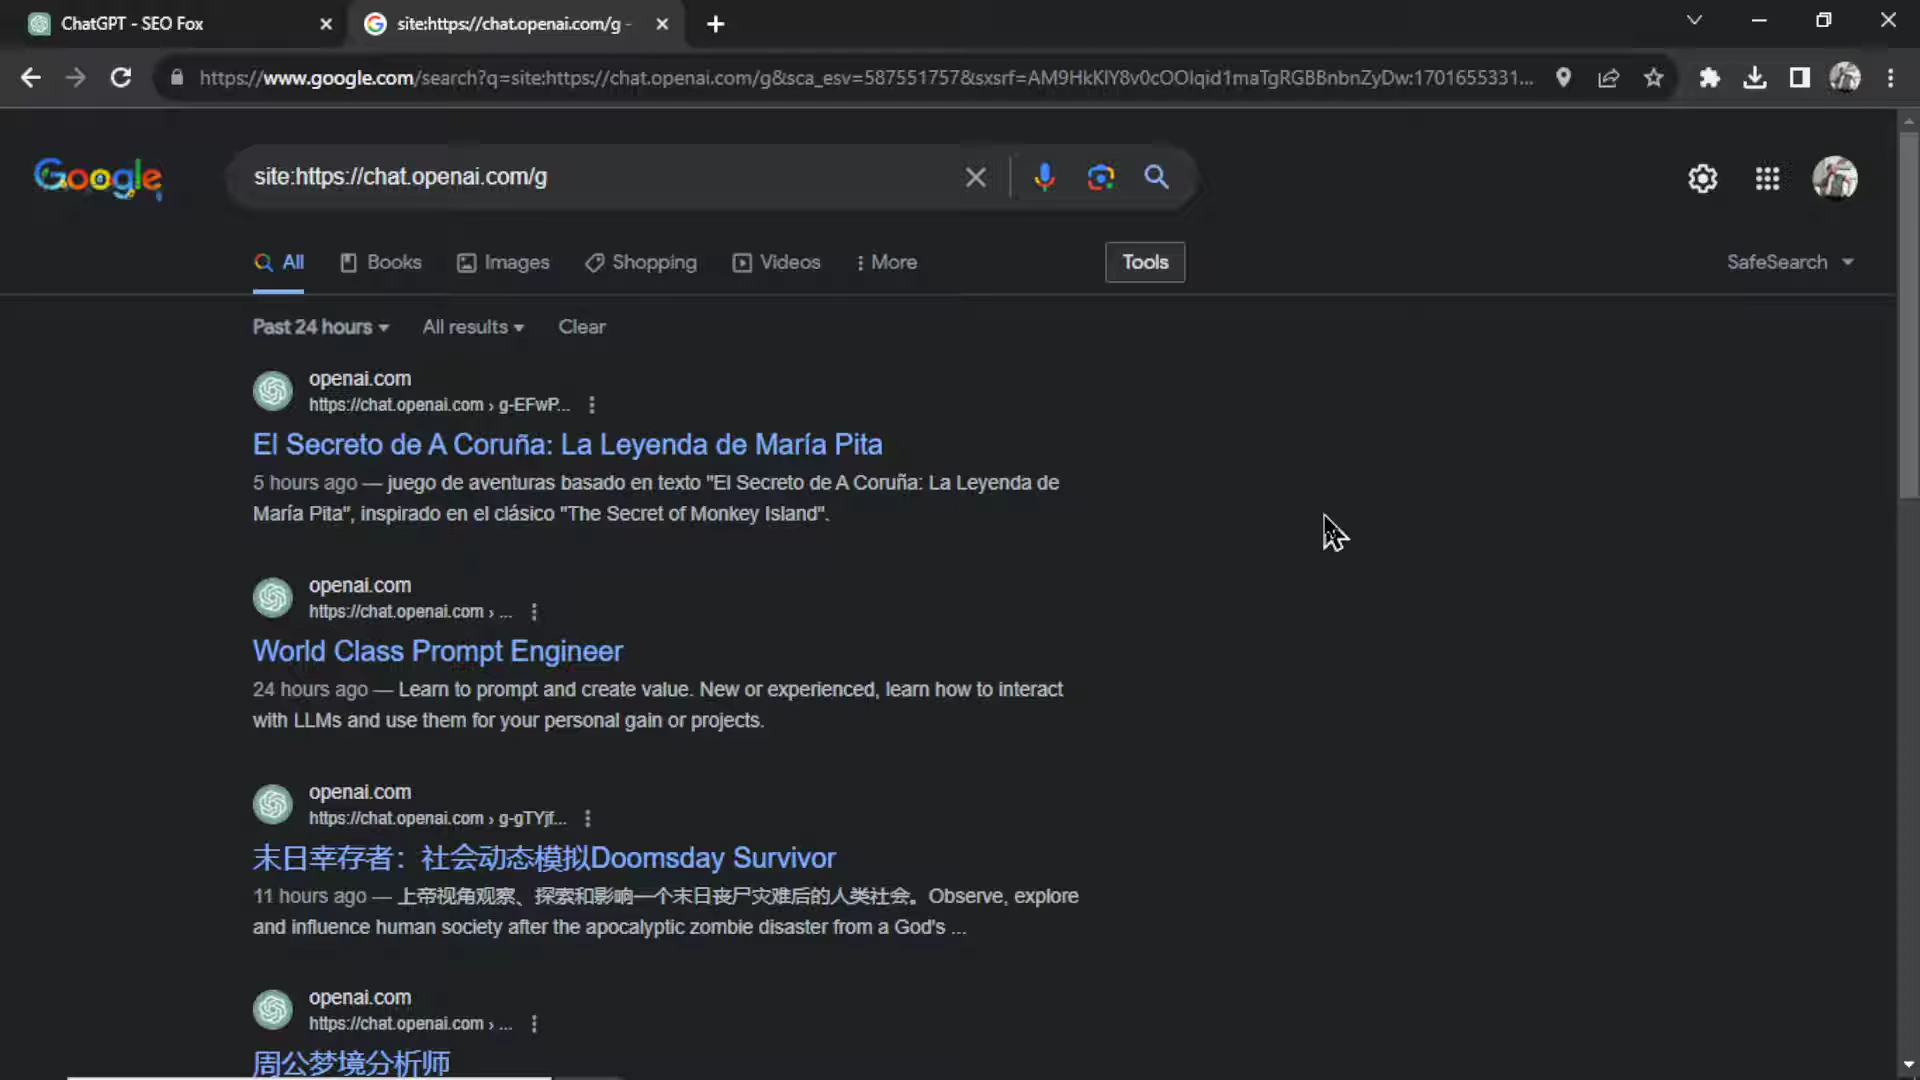 ChatGPT - SEO Fox
site:https://chat.openai.com/g -
https://www.google.com/search?q=site:https://chat.openai.com/g&sca_esv=587551757&sxsrf=AM9HkKlY8v0cOOlqid1maTgRGBBnbnZyDw:1701655331...
Google
site:https://chat.openai.com/g
All
Books
Images
Shopping
Videos
More
Tools
SafeSearch
Past 24 hours
All results
Clear
openai.com
https://chat.openai.com › g-EFwP...
El Secreto de A Coruña: La Leyenda de María Pita
5 hours ago — juego de aventuras basado en texto "El Secreto de A Coruña: La Leyenda de
María Pita", inspirado en el clásico "The Secret of Monkey Island".
openai.com
https://chat.openai.com › ...
World Class Prompt Engineer
24 hours ago — Learn to prompt and create value. New or experienced, learn how to interact
with LLMs and use them for your personal gain or projects.
openai.com
https://chat.openai.com › g-gTYjf...
末日幸存者：社会动态模拟Doomsday Survivor
11 hours ago — 上帝视角观察、探索和影响一个末日丧尸灾难后的人类社会。Observe, explore
and influence human society after the apocalyptic zombie disaster from a God's ...
openai.com
https://chat.openai.com › ...
周公梦境分析师